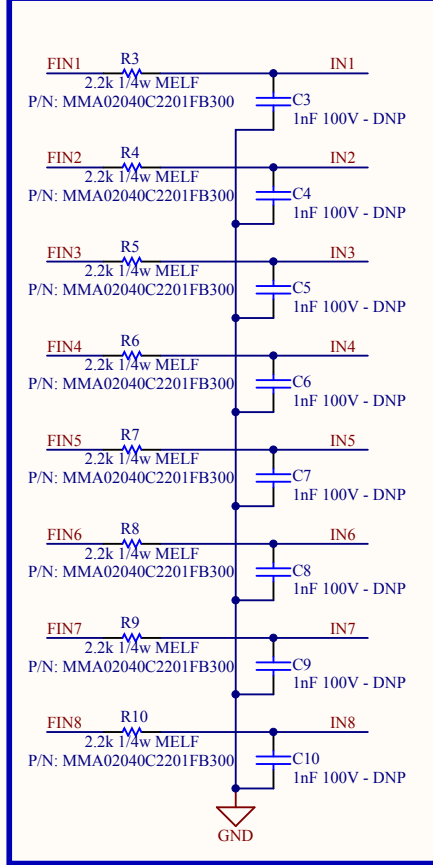 R3
FIN1 IN1
2.2k 1/4w MELF
C3
P/N: MMA02040C2201FB300
1nF 100V - DNP
R4
FIN2 IN2
2.2k 1/4w MELF
P/N: MMA02040C2201FB300
C4
1nF 100V - DNP
R5
FIN3 IN3
2.2k 1/4w MELF
P/N: MMA02040C2201FB300
C5
1nF 100V - DNP
R6
FIN4 IN4
2.2k 1/4w MELF
P/N: MMA02040C2201FB300
C6
1nF 100V - DNP
R7
FIN5 IN5
2.2k 1/4w MELF
P/N: MMA02040C2201FB300
C7
1nF 100V - DNP
R8
FIN6 IN6
2.2k 1/4w MELF
P/N: MMA02040C2201FB300
C8
1nF 100V - DNP
R9
FIN7 IN7
2.2k 1/4w MELF
P/N: MMA02040C2201FB300
C9
1nF 100V - DNP
R10
FIN8 IN8
2.2k 1/4w MELF
P/N: MMA02040C2201FB300
C10
1nF 100V - DNP
GND